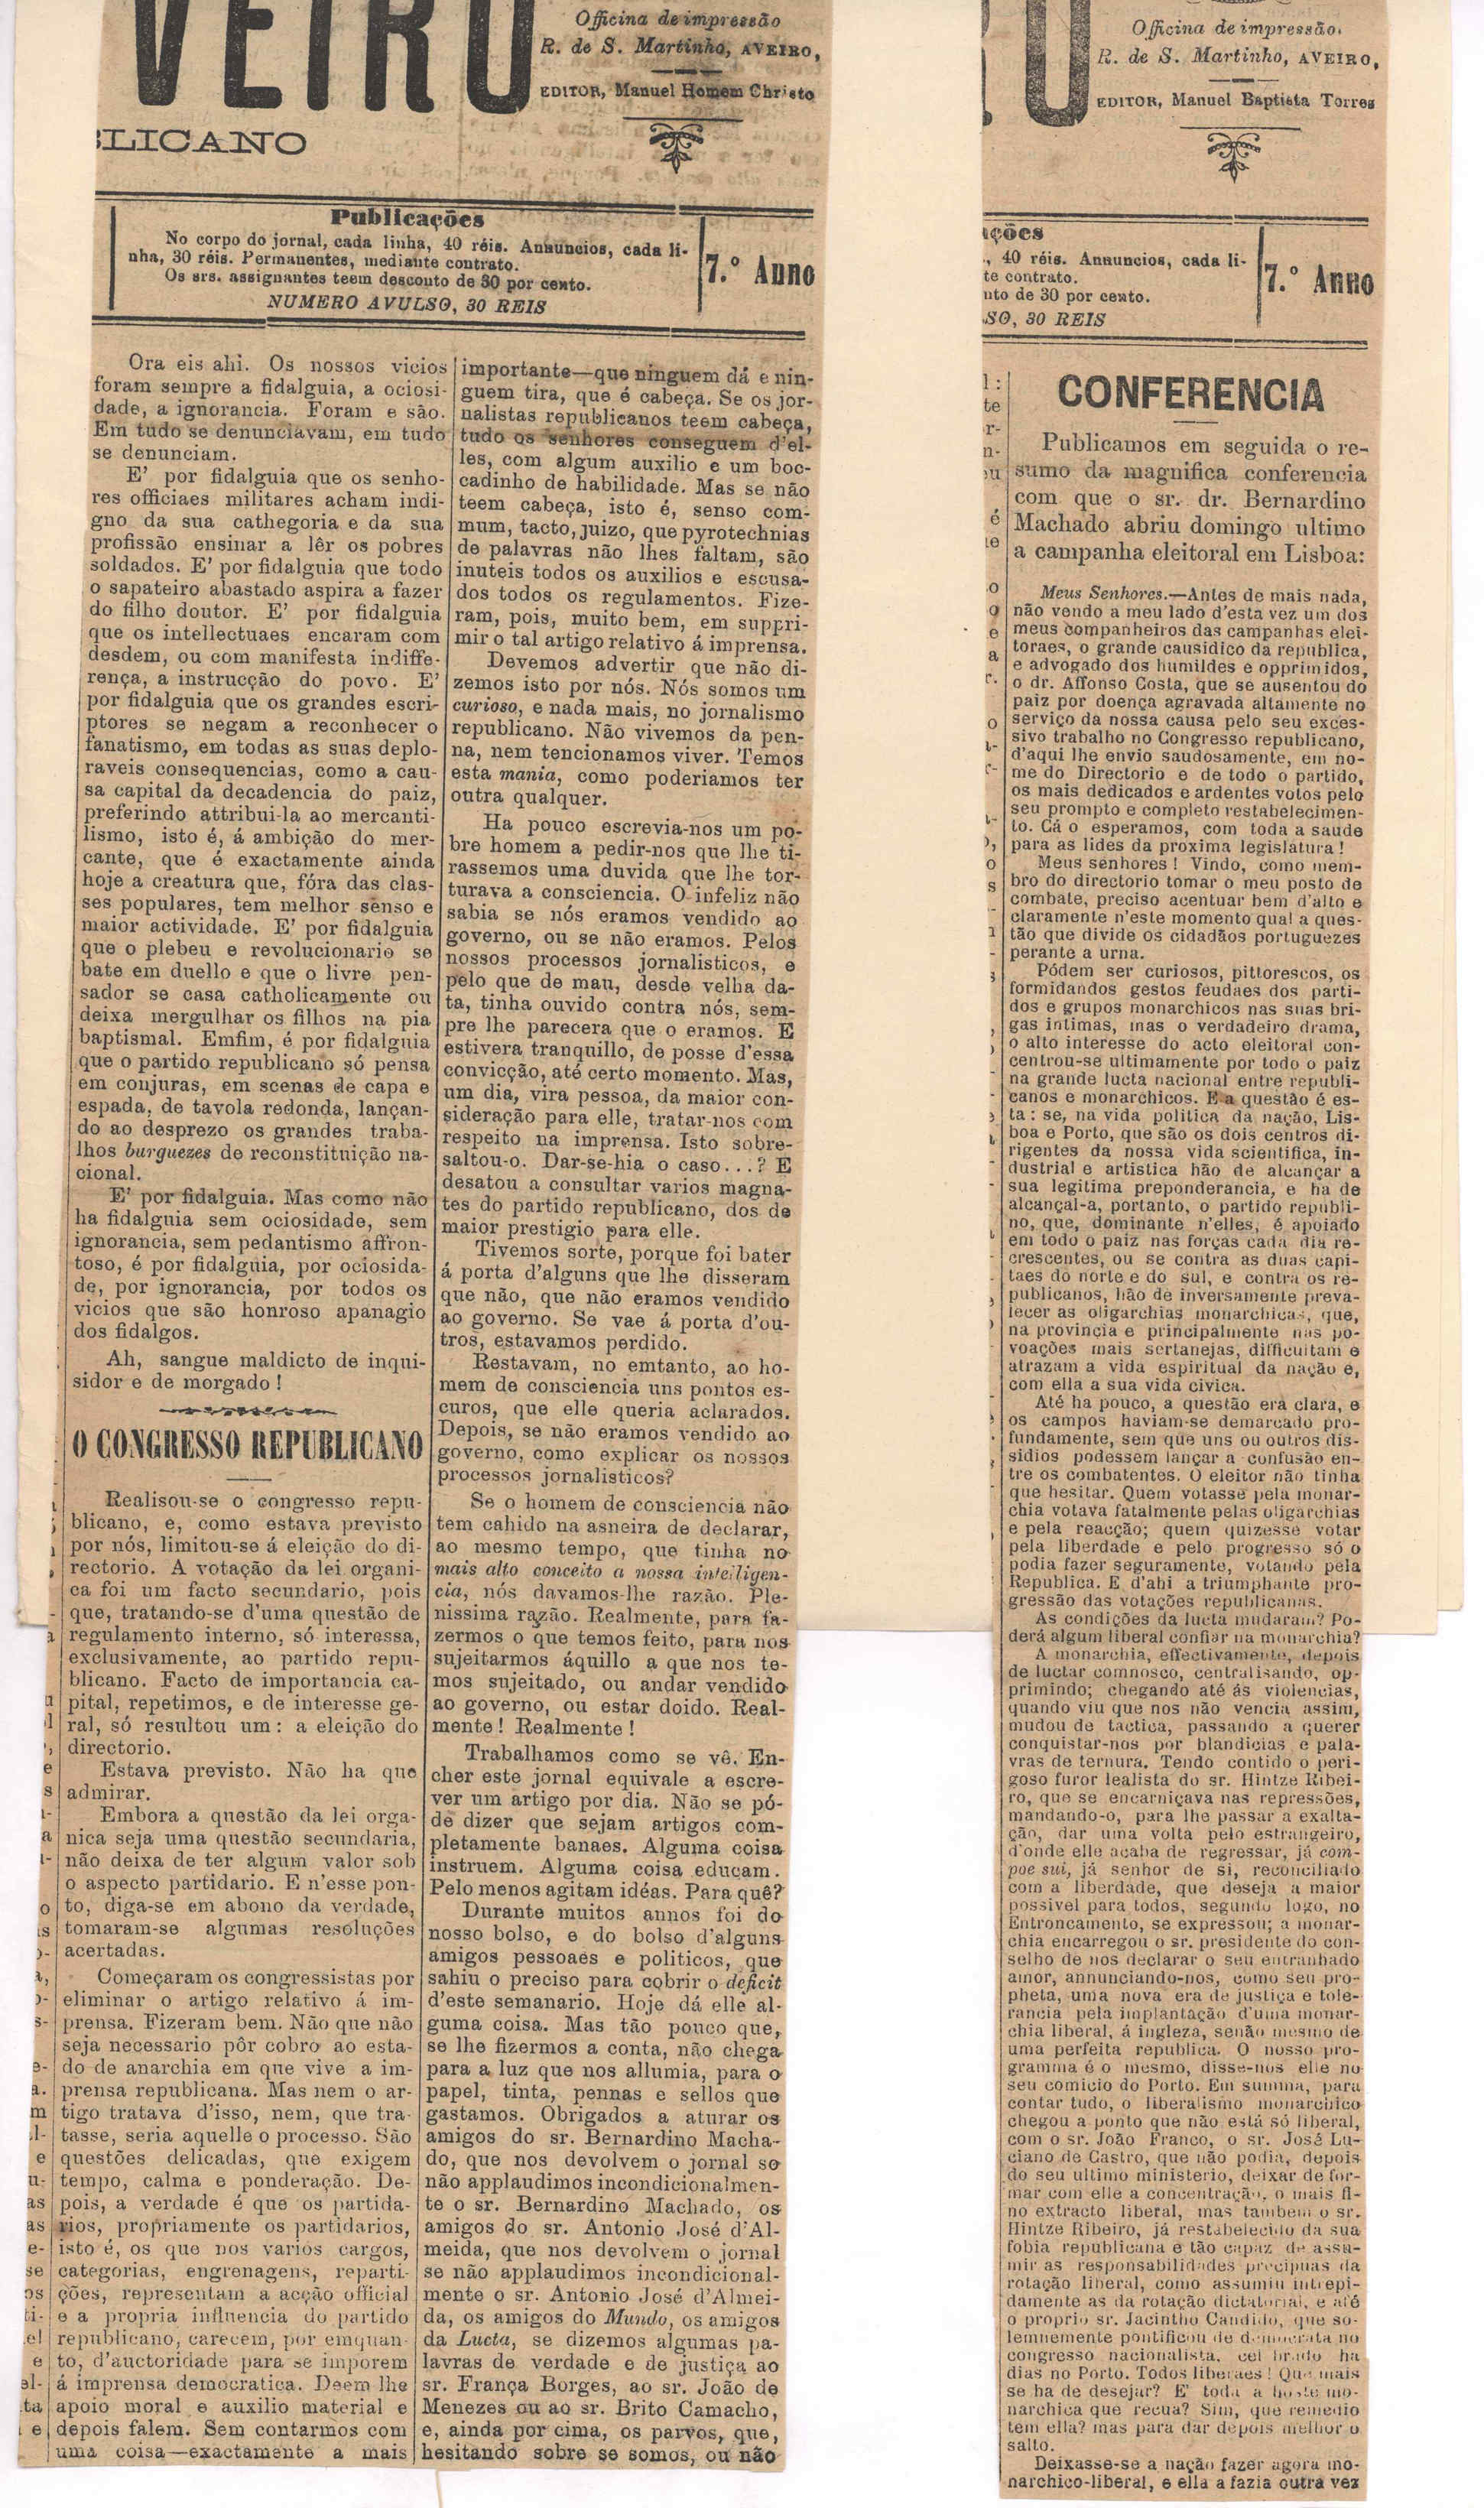 VEIRO
Officina de impressão
R. de S. Martinho, AVEIRO,
EDITOR, Manuel Homem Christo
BLICANO
Publicações
No corpo do jornal, cada linha, 40 réis. Annuncios, cada li-
nha, 30 réis. Permanentes, mediante contrato.
Os srs. assignantes teem desconto de 30 por cento.
NUMERO AVULSO, 30 REIS
7.º Anno
Ora eis ahi. Os nossos vicios
foram sempre a fidalguia, a ociosi-
dade, a ignorancia. Foram e são.
Em tudo se denunciavam, em tudo
se denunciam.
E' por fidalguia que os senho-
res officiaes militares acham indi-
gno da sua cathegoria e da sua
profissão ensinar a lêr os pobres
soldados. E' por fidalguia que todo
o sapateiro abastado aspira a fazer
do filho doutor. E' por fidalguia
que os intellectuaes encaram com
desdem, ou com manifesta indiffe-
rença, a instrucção do povo. E'
por fidalguia que os grandes escri-
ptores se negam a reconhecer o
fanatismo, em todas as suas deplo-
raveis consequencias, como a cau-
sa capital da decadencia do paiz,
preferindo attribui-la ao mercanti-
lismo, isto é, á ambição do mer-
cante, que é exactamente ainda
hoje a creatura que, fóra das clas-
ses populares, tem melhor senso e
maior actividade. E' por fidalguia
que o plebeu e revolucionario se
bate em duello e que o livre pen-
sador se casa catholicamente ou
deixa mergulhar os filhos na pia
baptismal. Emfim, é por fidalguia
que o partido republicano só pensa
em conjuras, em scenas de capa e
espada, de tavola redonda, lançan-
do ao desprezo os grandes traba-
lhos burguezes de reconstituição na-
cional.
E' por fidalguia. Mas como não
ha fidalguia sem ociosidade, sem
ignorancia, sem pedantismo affron-
toso, é por fidalguia, por ociosida-
de, por ignorancia, por todos os
vicios que são honroso apanagio
dos fidalgos.
Ah, sangue maldicto de inqui-
sidor e de morgado !
O CONGRESSO REPUBLICANO
Realisou-se o congresso repu-
blicano, e, como estava previsto
por nós, limitou-se á eleição do di-
rectorio. A votação da lei organi-
ca foi um facto secundario, pois
que, tratando-se d'uma questão de
regulamento interno, só interessa,
exclusivamente, ao partido repu-
blicano. Facto de importancia ca-
pital, repetimos, e de interesse ge-
ral, só resultou um : a eleição do
directorio.
Estava previsto. Não ha que
admirar.
Embora a questão da lei orga-
nica seja uma questão secundaria,
não deixa de ter algum valor sob
o aspecto partidario. E n'esse pon-
to, diga-se em abono da verdade,
tomaram-se algumas resoluções
acertadas.
Começaram os congressistas por
eliminar o artigo relativo á im-
prensa. Fizeram bem. Não que não
seja necessario pôr cobro ao esta-
do de anarchia em que vive a im-
prensa republicana. Mas nem o ar-
tigo tratava d'isso, nem, que tra-
tasse, seria aquelle o processo. São
questões delicadas, que exigem
tempo, calma e ponderação. De-
pois, a verdade é que os partida-
rios, propriamente os partidarios,
isto é, os que nos varios cargos,
categorias, engrenagens, reparti-
ções, representam a acção official
e a propria influencia do partido
republicano, carecem, por emquan-
to, d'auctoridade para se imporem
á imprensa democratica. Deem lhe
apoio moral e auxilio material e
depois falem. Sem contarmos com
uma coisa—exactamente a mais
importante—que ninguem dá e nin-
guem tira, que é cabeça. Se os jor-
nalistas republicanos teem cabeça,
tudo os senhores conseguem d'el-
les, com algum auxilio e um boc-
cadinho de habilidade. Mas se não
teem cabeça, isto é, senso com-
mum, tacto, juizo, que pyrotechnias
de palavras não lhes faltam, são
inuteis todos os auxilios e escusa-
dos todos os regulamentos. Fize-
ram, pois, muito bem, em suppri-
mir o tal artigo relativo á imprensa.
Devemos advertir que não di-
zemos isto por nós. Nós somos um
curioso, e nada mais, no jornalismo
republicano. Não vivemos da pen-
na, nem tencionamos viver. Temos
esta mania, como poderiamos ter
outra qualquer.
Ha pouco escrevia-nos um po-
bre homem a pedir-nos que lhe ti-
rassemos uma duvida que lhe tor-
turava a consciencia. O infeliz não
sabia se nós eramos vendido ao
governo, ou se não eramos. Pelos
nossos processos jornalisticos, e
pelo que de mau, desde velha da-
ta, tinha ouvido contra nós, sem-
pre lhe parecera que o eramos. E
estivera tranquillo, de posse d'essa
convicção, até certo momento. Mas,
um dia, vira pessoa, da maior con-
sideração para elle, tratar-nos com
respeito na imprensa. Isto sobre-
saltou-o. Dar-se-hia o caso...? E
desatou a consultar varios magna-
tes do partido republicano, dos de
maior prestigio para elle.
Tivemos sorte, porque foi bater
á porta d'alguns que lhe disseram
que não, que não eramos vendido
ao governo. Se vae á porta d'ou-
tros, estavamos perdido.
Restavam, no emtanto, ao ho-
mem de consciencia uns pontos es-
curos, que elle queria aclarados.
Depois, se não eramos vendido ao
governo, como explicar os nossos
processos jornalisticos?
Se o homem de consciencia não
tem cahido na asneira de declarar,
ao mesmo tempo, que tinha no
mais alto conceito a nossa intelligen-
cia, nós davamos-lhe razão. Ple-
nissima razão. Realmente, para fa-
zermos o que temos feito, para nos
sujeitarmos áquillo a que nos te-
mos sujeitado, ou andar vendido
ao governo, ou estar doido. Real-
mente ! Realmente !
Trabalhamos como se vê. En-
cher este jornal equivale a escre-
ver um artigo por dia. Não se pó-
de dizer que sejam artigos com-
pletamente banaes. Alguma coisa
instruem. Alguma coisa educam.
Pelo menos agitam idéas. Para quê?
Durante muitos annos foi do
nosso bolso, e do bolso d'alguns
amigos pessoaes e politicos, que
sahiu o preciso para cobrir o deficit
d'este semanario. Hoje dá elle al-
guma coisa. Mas tão pouco que,
se lhe fizermos a conta, não chega
para a luz que nos allumia, para o
papel, tinta, pennas e sellos que
gastamos. Obrigados a aturar os
amigos do sr. Bernardino Macha-
do, que nos devolvem o jornal se
não applaudimos incondicionalmen-
te o sr. Bernardino Machado, os
amigos do sr. Antonio José d'Al-
meida, que nos devolvem o jornal
se não applaudimos incondicional-
mente o sr. Antonio José d'Almei-
da, os amigos do Mundo, os amigos
da Lucta, se dizemos algumas pa-
lavras de verdade e de justiça ao
sr. França Borges, ao sr. João de
Menezes ou ao sr. Brito Camacho,
e, ainda por cima, os parvos, que,
hesitando sobre se somos, ou não
Officina de impressão.
R. de S. Martinho, AVEIRO,
EDITOR, Manuel Baptista Torres
ações
, 40 réis. Annuncios, cada li-
te contrato.
nto de 30 por cento.
SO, 30 REIS
7.º Anno
CONFERENCIA
Publicamos em seguida o re-
sumo da magnifica conferencia
com que o sr. dr. Bernardino
Machado abriu domingo ultimo
a campanha eleitoral em Lisboa:
Meus Senhores.—Antes de mais nada,
não vendo a meu lado d'esta vez um dos
meus companheiros das campanhas elei-
toraes, o grande causidico da republica,
e advogado dos humildes e opprimidos,
o dr. Affonso Costa, que se ausentou do
paiz por doença agravada altamente no
serviço da nossa causa pelo seu exces-
sivo trabalho no Congresso republicano,
d'aqui lhe envio saudosamente, em no-
me do Directorio e de todo o partido,
os mais dedicados e ardentes votos pelo
seu prompto e completo restabelecimen-
to. Cá o esperamos, com toda a saude
para as lides da proxima legislatura !
Meus senhores ! Vindo, como mem-
bro do directorio tomar o meu posto de
combate, preciso acentuar bem d'alto e
claramente n'este momento qual a ques-
tão que divide os cidadãos portuguezes
perante a urna.
Pódem ser curiosos, pittorescos, os
formidandos gestos feudaes dos parti-
dos e grupos monarchicos nas suas bri-
gas intimas, mas o verdadeiro drama,
o alto interesse do acto eleitoral con-
centrou-se ultimamente por todo o paiz
na grande lucta nacional entre republi-
canos e monarchicos. E a questão é es-
ta : se, na vida politica da nação, Lis-
boa e Porto, que são os dois centros di-
rigentes da nossa vida scientifica, in-
dustrial e artistica hão de alcançar a
sua legitima preponderancia, e ha de
alcançal-a, portanto, o partido republi-
no, que, dominante n'elles, é apoiado
em todo o paiz nas forças cada dia re-
crescentes, ou se contra as duas capi-
taes do norte e do sul, e contra os re-
publicanos, hão de inversamente preva-
lecer as oligarchias monarchicas, que,
na provincia e principalmente nas po-
voações mais sertanejas, difficultam e
atrazam a vida espiritual da nação e,
com ella a sua vida civica.
Até ha pouco, a questão era clara, e
os campos haviam-se demarcado pro-
fundamente, sem que uns ou outros dis-
sidios podessem lançar a confusão en-
tre os combatentes. O eleitor não tinha
que hesitar. Quem votasse pela monar-
chia votava fatalmente pelas oligarchias
e pela reacção; quem quizesse votar
pela liberdade e pelo progresso só o
podia fazer seguramente, votando pela
Republica. E d'ahi a triumphante pro-
gressão das votações republicanas.
As condições da lucta mudaram? Po-
derá algum liberal confiar na monarchia?
A monarchia, effectivamente, depois
de luctar comnosco, centralisando, op-
primindo; chegando até ás violencias,
quando viu que nos não vencia assim,
mudou de tactica, passando a querer
conquistar-nos por blandicias e pala-
vras de ternura. Tendo contido o peri-
goso furor lealista do sr. Hintze Ribei-
ro, que se encarniçava nas repressões,
mandando-o, para lhe passar a exalta-
ção, dar uma volta pelo estrangeiro,
d'onde elle acaba de regressar, já com-
poe sui, já senhor de si, reconciliado
com a liberdade, que deseja a maior
possivel para todos, segundo logo, no
Entroncamento, se expressou; a monar-
chia encarregou o sr. presidente do con-
selho de nos declarar o seu entranhado
amor, annunciando-nos, como seu pro-
pheta, uma nova era de justiça e tole-
rancia pela implantação d'uma monar-
chia liberal, á ingleza, senão mesmo de
uma perfeita republica. O nosso pro-
gramma é o mesmo, disse-nos elle no
seu comicio do Porto. Em summa, para
contar tudo, o liberalismo monarchico
chegou a ponto que não está só liberal,
com o sr. João Franco, o sr. José Lu-
ciano de Castro, que não podia, depois
do seu ultimo ministerio, deixar de for-
mar com elle a concentração, o mais fi-
no extracto liberal, mas tambem o sr.
Hintze Ribeiro, já restabelecido da sua
fobia republicana e tão capaz de assu-
mir as responsabilidades precipuas da
rotação liberal, como assumiu intrepi-
damente as da rotação dictatorial, e até
o proprio sr. Jacintho Candido, que so-
lemnemente pontificou de democrata no
congresso nacionalista, celebrado ha
dias no Porto. Todos liberaes ! Que mais
se ha de desejar? E' toda a hoste mo-
narchica que recua? Sim, que remedio
tem ella? mas para dar depois melhor o
salto.
Deixasse-se a nação fazer agora mo-
narchico-liberal, e ella a fazia outra vez